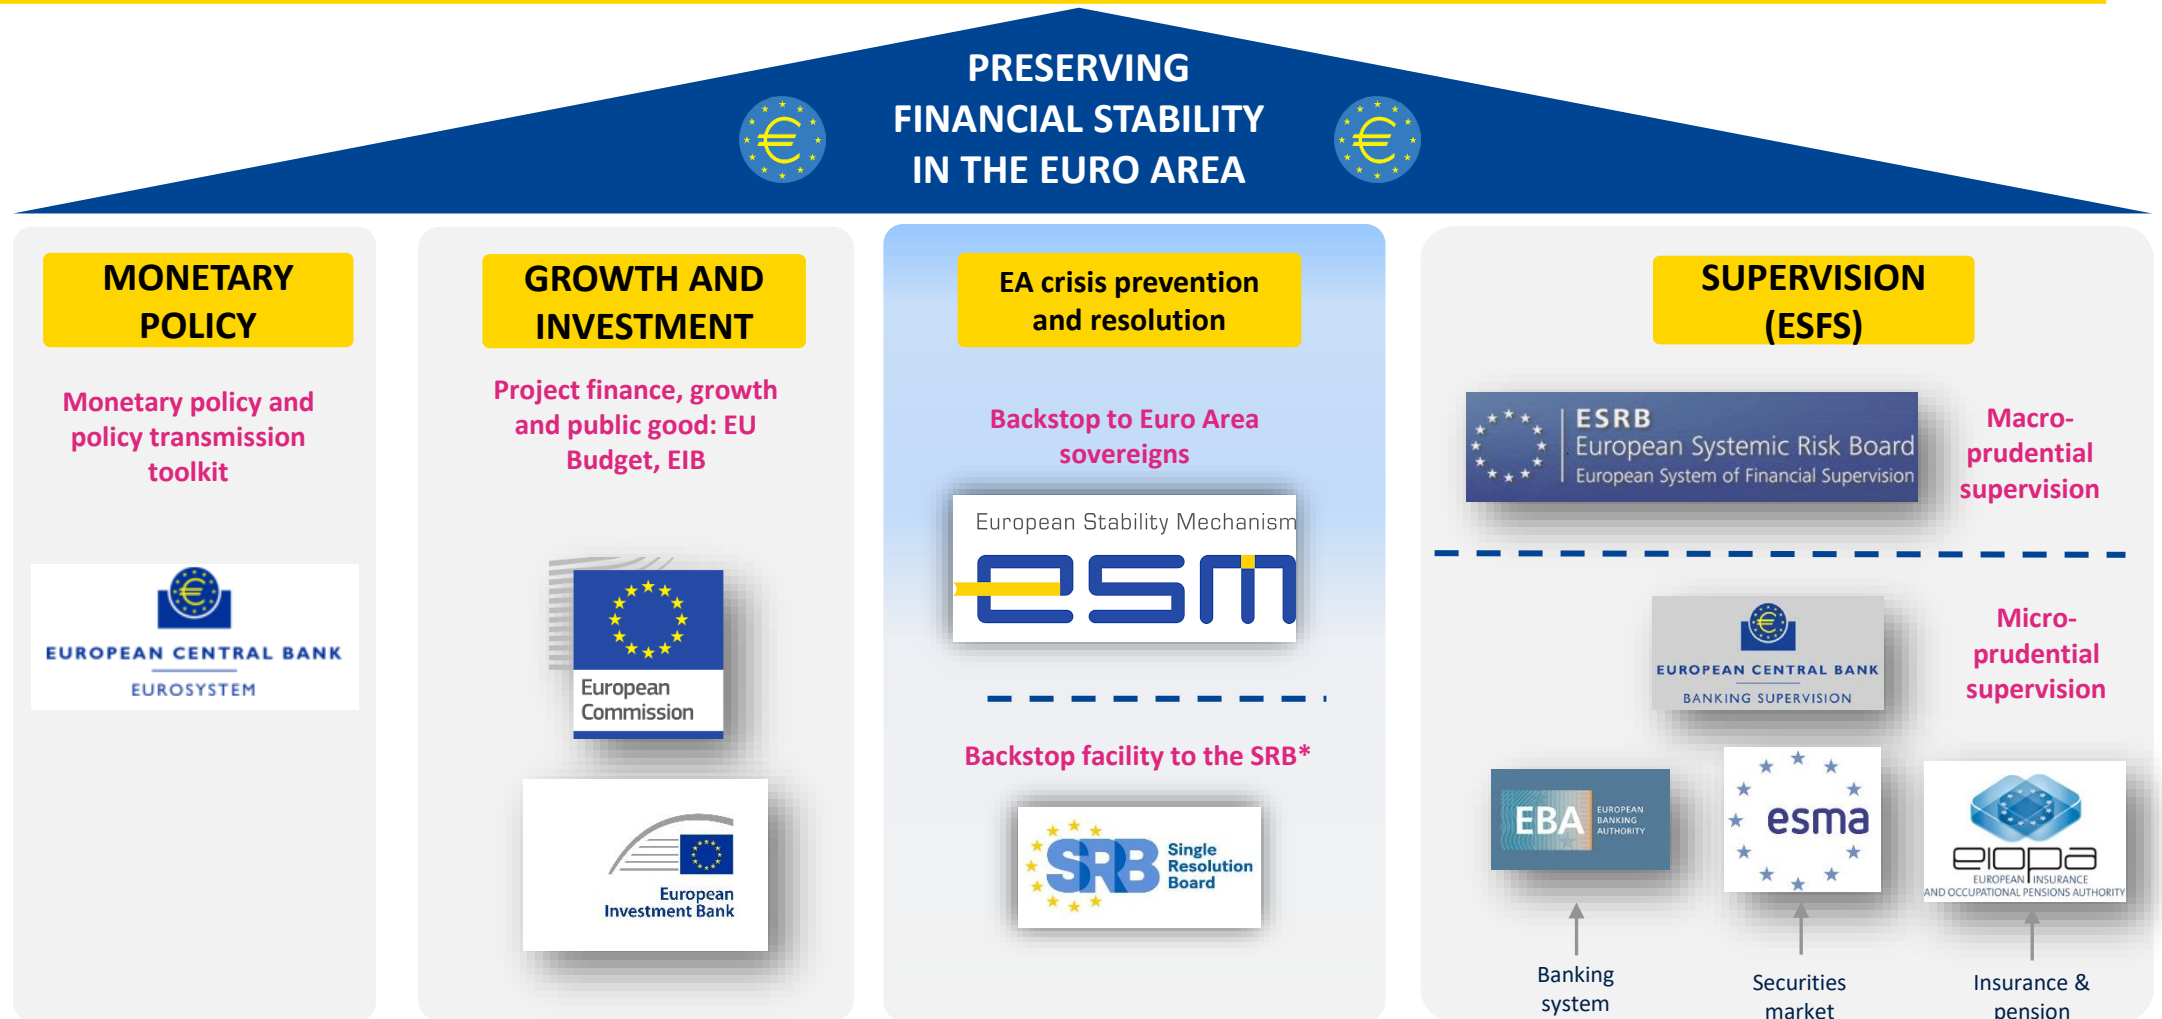 PRESERVING
FINANCIAL STABILITY
IN THE EURO AREA
MONETARY
POLICY
Monetary policy and
policy transmission
toolkit
EUROPEAN CENTRAL BANK
EUROSYSTEM
GROWTH AND
INVESTMENT
Project finance, growth
and public good: EU
Budget, EIB
European
Commission
European
Investment Bank
EA crisis prevention
and resolution
Backstop to Euro Area
sovereigns
European Stability Mechanism
esm
Backstop facility to the SRB*
SRB
Single
Resolution
Board
SUPERVISION
(ESFS)
ESRB
European Systemic Risk Board
European System of Financial Supervision
Macro-
prudential
supervision
EUROPEAN CENTRAL BANK
BANKING SUPERVISION
Micro-
prudential
supervision
EBA
EUROPEAN
BANKING
AUTHORITY
esma
eiopa
EUROPEAN INSURANCE
AND OCCUPATIONAL PENSIONS AUTHORITY
Banking
system
Securities
market
Insurance &
pension